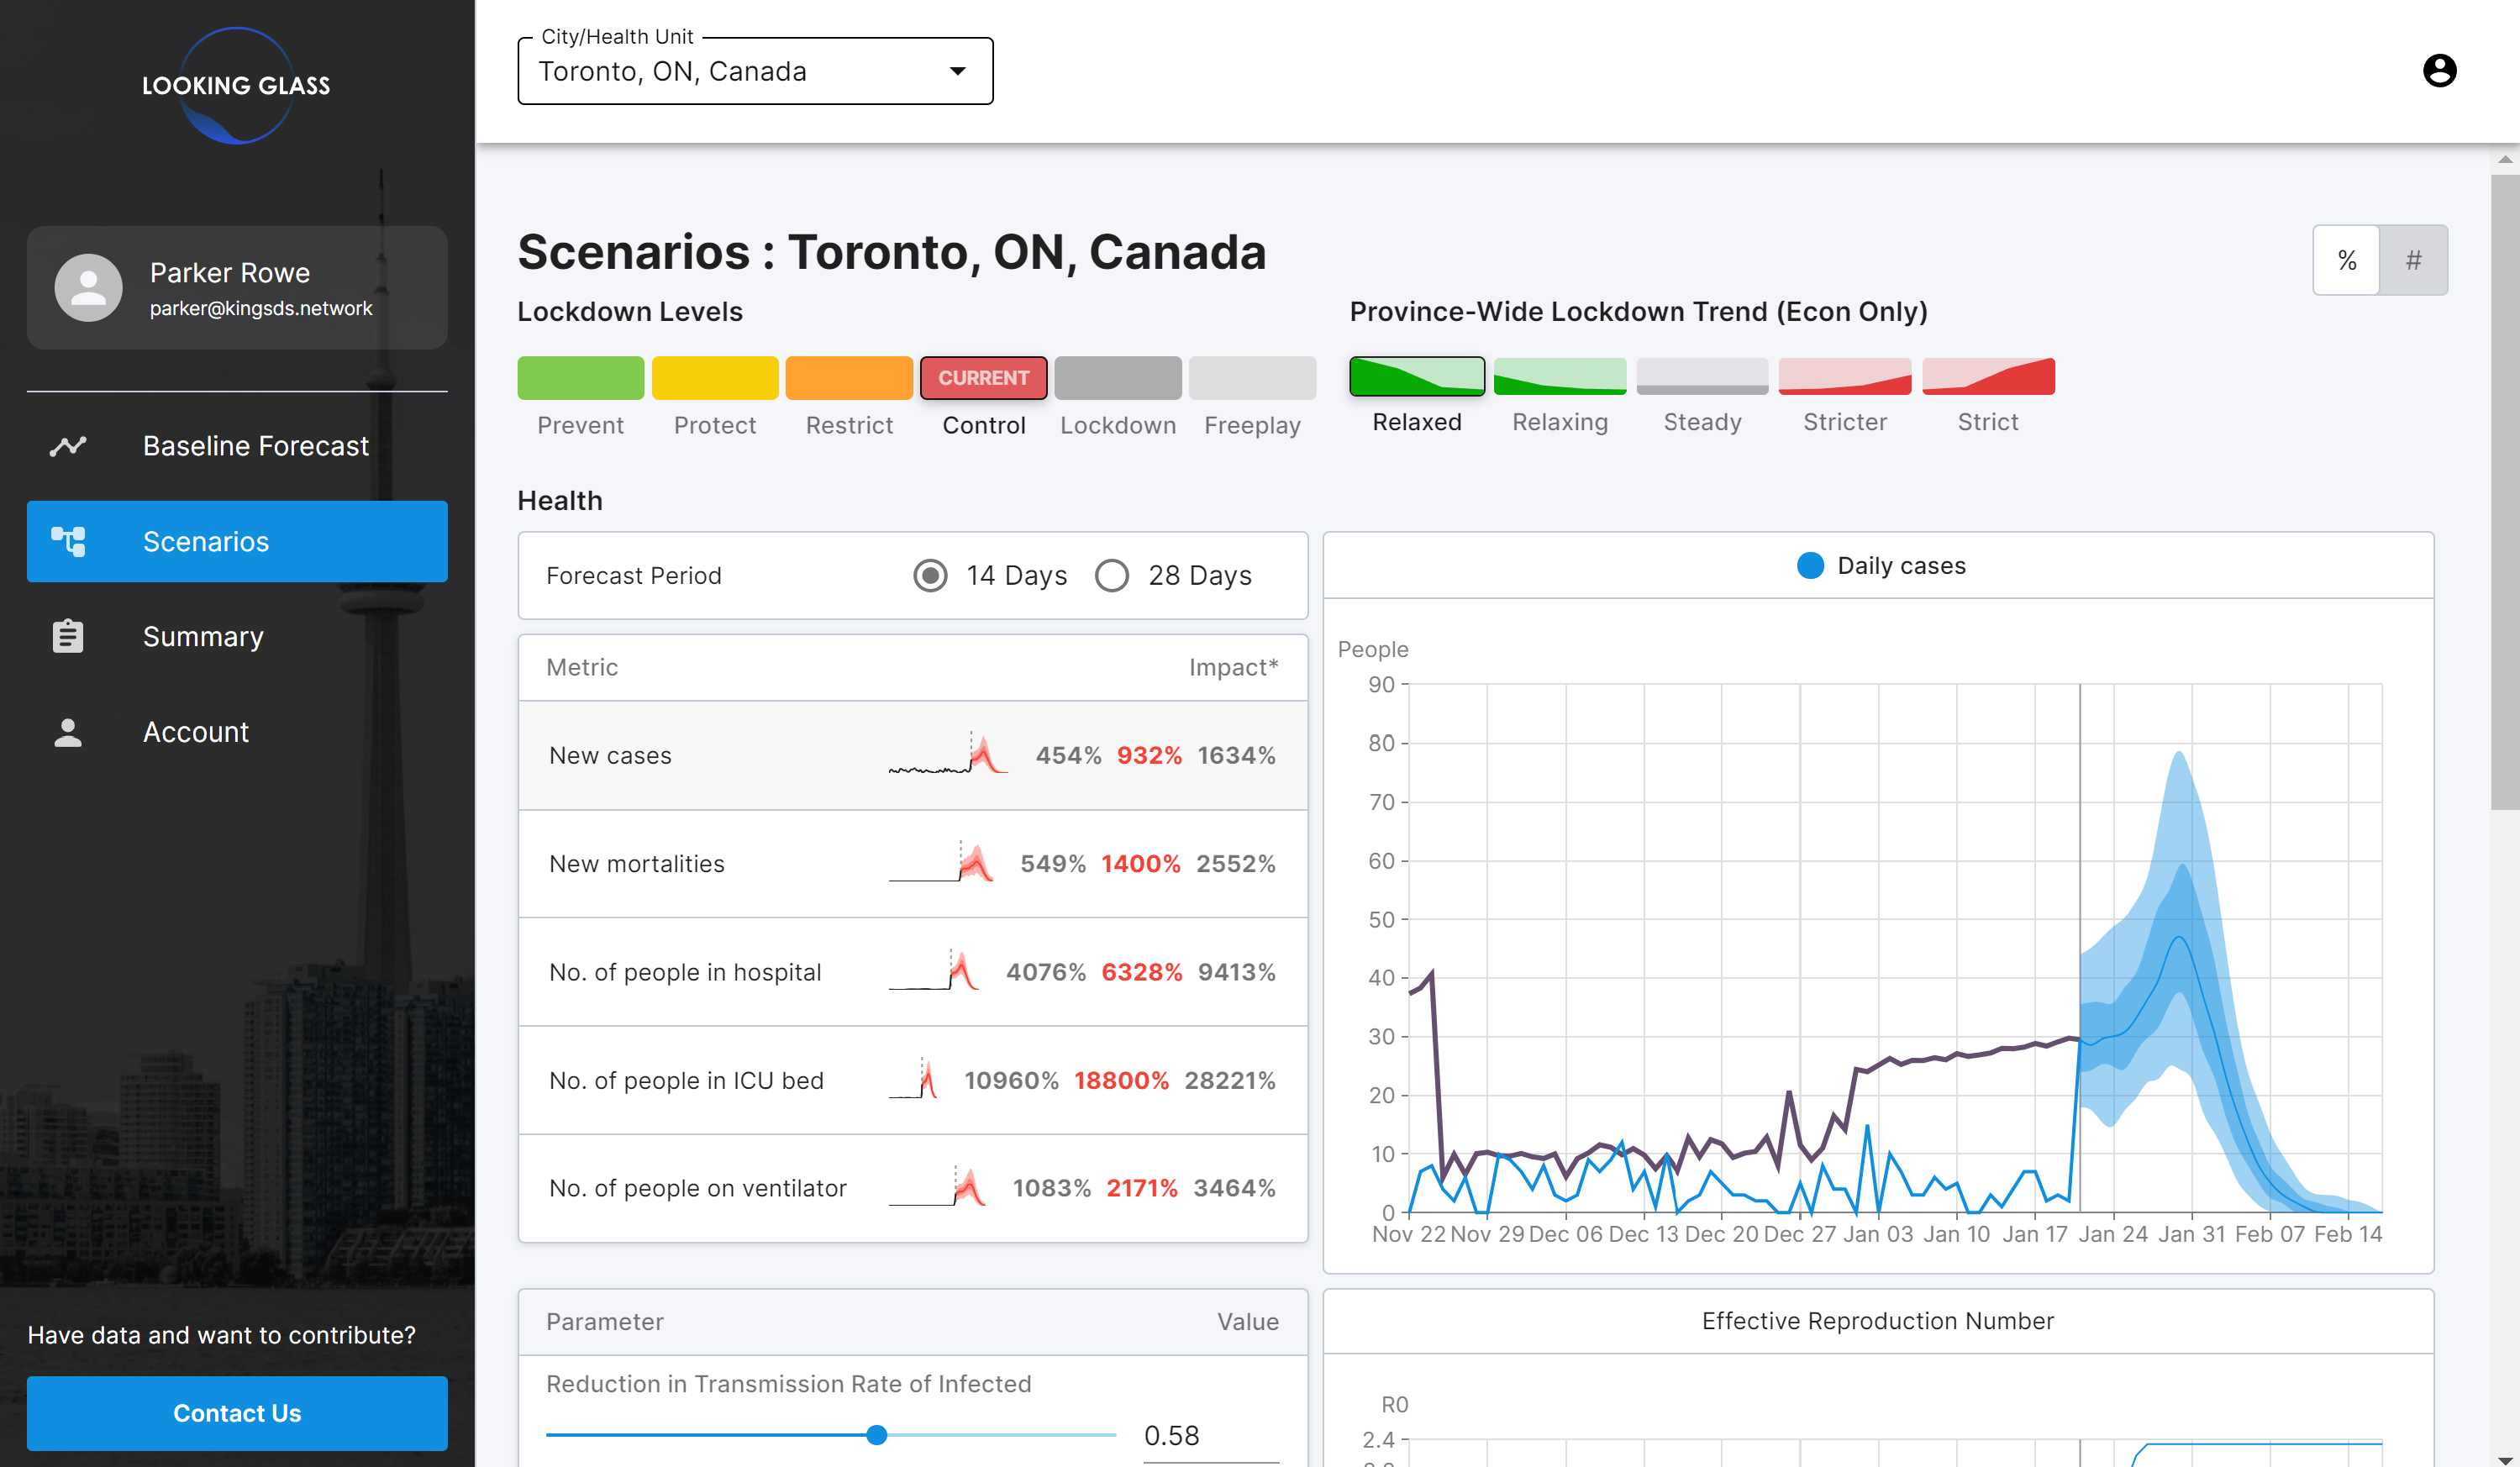 LOOKING GLASS
Parker Rowe
parker@kingsds.network
Baseline Forecast
Scenarios
Summary
Account
Have data and want to contribute?
Contact Us
City/Health Unit
Toronto, ON, Canada
Scenarios : Toronto, ON, Canada
% #
Lockdown Levels
CURRENT
Prevent Protect Restrict Control Lockdown Freeplay
Province-Wide Lockdown Trend (Econ Only)
Relaxed Relaxing Steady Stricter Strict
Health
Forecast Period 14 Days 28 Days
Metric Impact*
New cases 454% 932% 1634%
New mortalities 549% 1400% 2552%
No. of people in hospital 4076% 6328% 9413%
No. of people in ICU bed 10960% 18800% 28221%
No. of people on ventilator 1083% 2171% 3464%
Daily cases
People
90
80
70
60
50
40
30
20
10
0
Nov 22 Nov 29 Dec 06 Dec 13 Dec 20 Dec 27 Jan 03 Jan 10 Jan 17 Jan 24 Jan 31 Feb 07 Feb 14
Parameter Value
Reduction in Transmission Rate of Infected
0.58
Effective Reproduction Number
R0
2.4